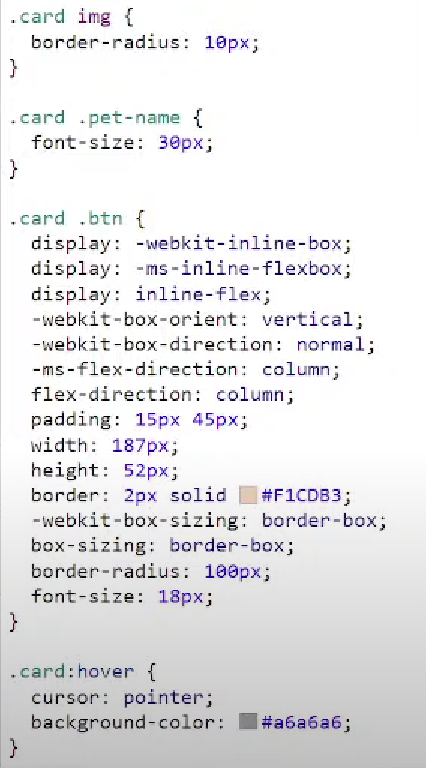 .card img {
  border-radius: 10px;
}

.card .pet-name {
  font-size: 30px;
}

.card .btn {
  display: -webkit-inline-box;
  display: -ms-inline-flexbox;
  display: inline-flex;
  -webkit-box-orient: vertical;
  -webkit-box-direction: normal;
  -ms-flex-direction: column;
  flex-direction: column;
  padding: 15px 45px;
  width: 187px;
  height: 52px;
  border: 2px solid #F1CDB3;
  -webkit-box-sizing: border-box;
  box-sizing: border-box;
  border-radius: 100px;
  font-size: 18px;
}

.card:hover {
  cursor: pointer;
  background-color: #a6a6a6;
}